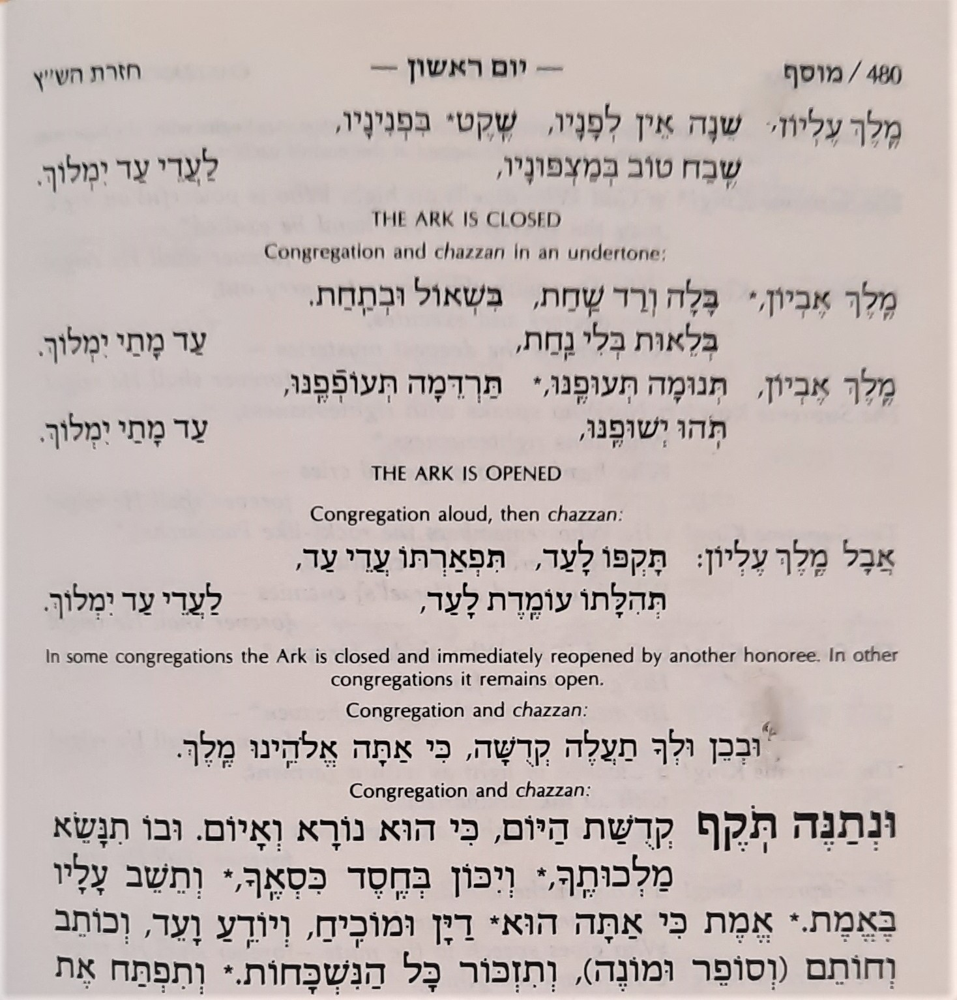 480 / מוסף — יום ראשון — חזרת הש״ץ
מֶֽלֶךְ עֶלְיוֹן, שֵׁנָה אֵין לְפָנָיו, שֶֽׁקֶט* בִּפְנִינָיו,
שֶֽׁבַח טוֹב בְּמַצְפּוּנָיו, לַעֲדֵי עַד יִמְלוֹךְ.
THE ARK IS CLOSED
Congregation and chazzan in an undertone:
מֶֽלֶךְ אֶבְיוֹן,* בָּלָה וְרַד שַֽׁחַת, בִּשְׁאוֹל וּבְתַֽחַת.
בְּלֵאוּת בְּלִי נַֽחַת, עַד מָתַי יִמְלוֹךְ.
מֶֽלֶךְ אֶבְיוֹן, תְּנוּמָה תְּעוּפֶֽנּוּ,* תַּרְדֵּמָה תְּעוֹפְפֶֽנּוּ,
תֹּֽהוּ יְשׁוּפֶֽנּוּ, עַד מָתַי יִמְלוֹךְ.
THE ARK IS OPENED
Congregation aloud, then chazzan:
אֲבָל מֶֽלֶךְ עֶלְיוֹן: תָּקְפּוֹ לָעַד, תִּפְאַרְתּוֹ עֲדֵי עַד,
תְּהִלָּתוֹ עוֹמֶֽדֶת לָעַד, לַעֲדֵי עַד יִמְלוֹךְ.
In some congregations the Ark is closed and immediately reopened by another honoree. In other
congregations it remains open.
Congregation and chazzan:
וּבְכֵן וּלְךָ תַעֲלֶה קְדֻשָּׁה, כִּי אַתָּה אֱלֹהֵֽינוּ מֶֽלֶךְ.
Congregation and chazzan:
וּנְתַנֶּה תֹּֽקֶף קְדֻשַּׁת הַיּוֹם, כִּי הוּא נוֹרָא וְאָיוֹם. וּבוֹ תִנָּשֵׂא
מַלְכוּתֶֽךָ,* וְיִכּוֹן בְּחֶֽסֶד כִּסְאֶֽךָ,* וְתֵשֵׁב עָלָיו
בֶּאֱמֶת.* אֱמֶת כִּי אַתָּה הוּא* דַיָּן וּמוֹכִֽיחַ, וְיוֹדֵֽעַ וָעֵד, וְכוֹתֵב
וְחוֹתֵם (וְסוֹפֵר וּמוֹנֶה), וְתִזְכּוֹר כָּל הַנִּשְׁכָּחוֹת.* וְתִפְתַּח אֶת